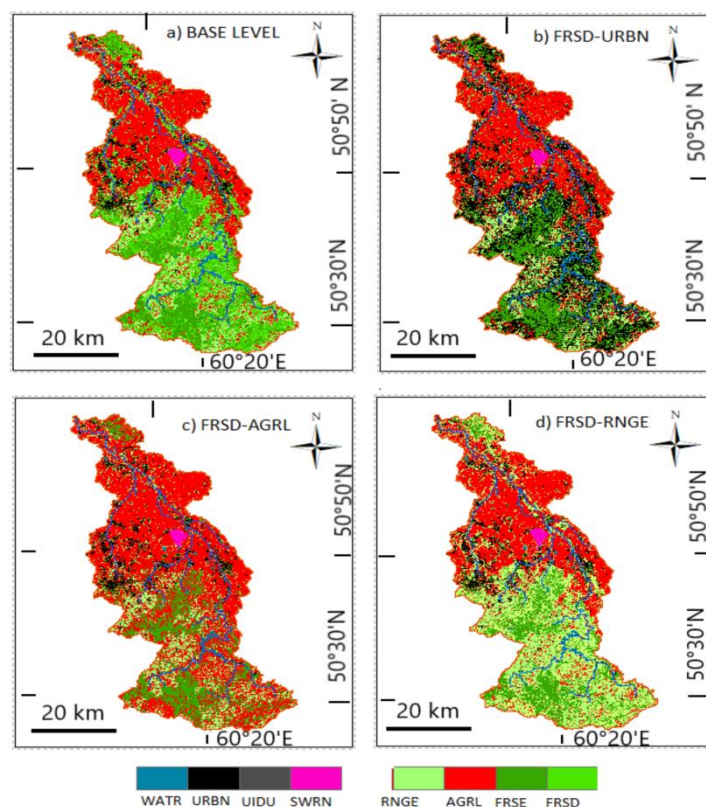 a) BASE LEVEL
N
50°50' N
50°30'N
20 km
60°20'E
b) FRSD-URBN
N
50°50' N
50°30'N
20 km
60°20'E
c) FRSD-AGRL
N
50°50'N
50°30'N
20 km
60°20'E
d) FRSD-RNGE
N
50°50'N
50°30'N
20 km
60°20'E
WATR URBN UIDU SWRN RNGE AGRL FRSE FRSD